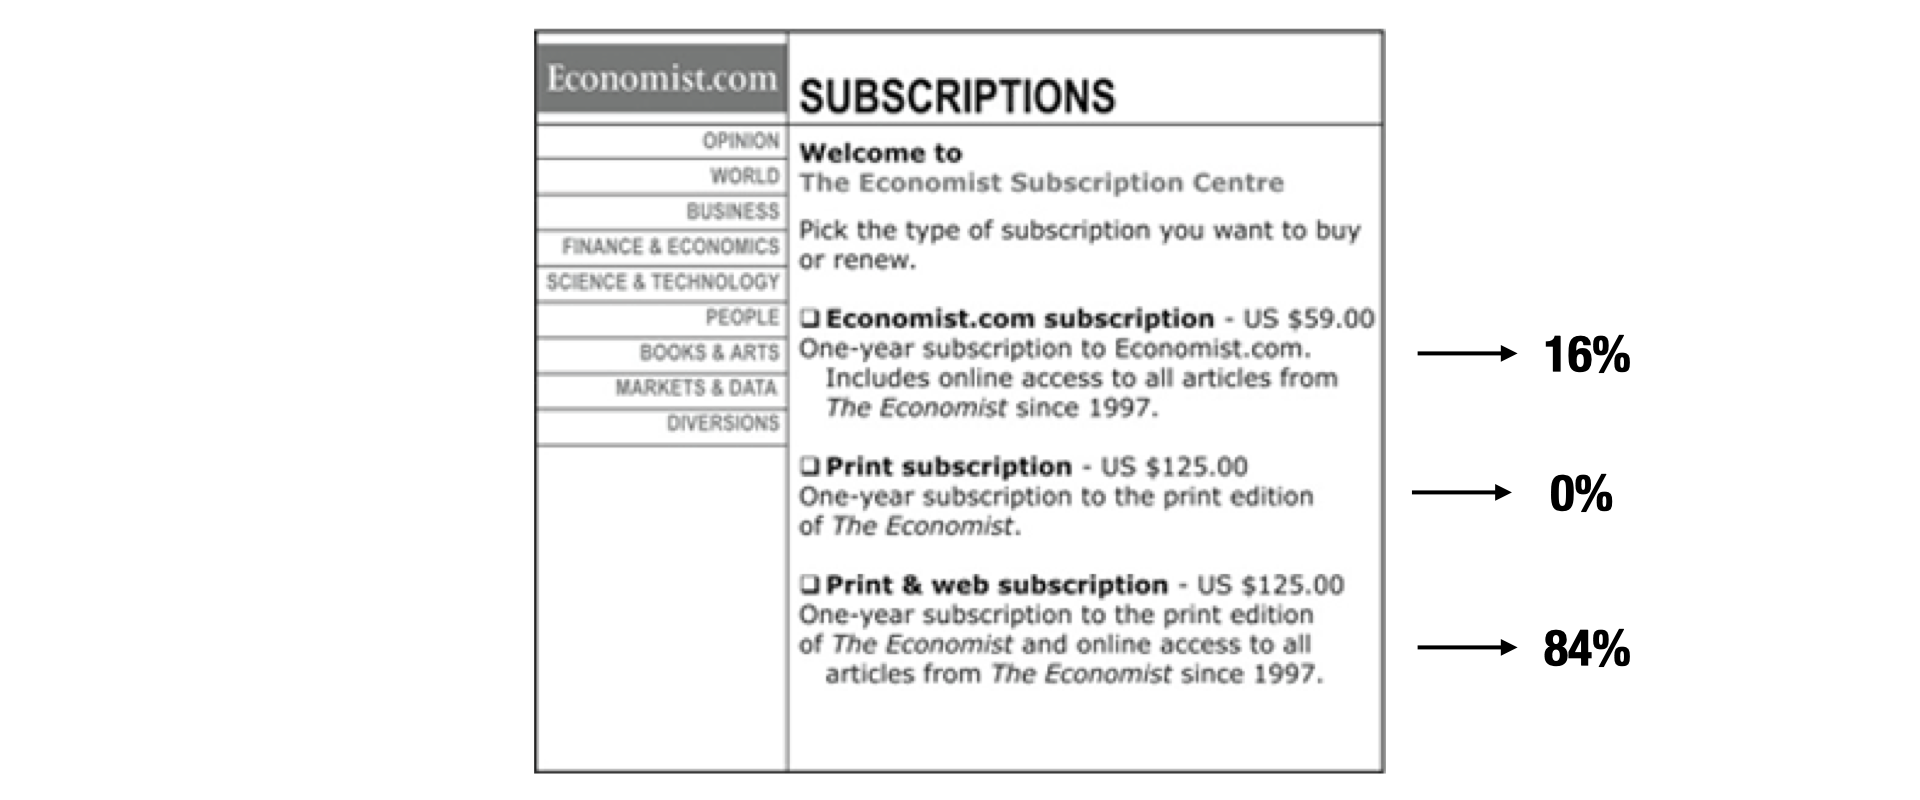 Economist.com
OPINION
WORLD
BUSINESS
FINANCE & ECONOMICS
SCIENCE & TECHNOLOGY
PEOPLE
BOOKS & ARTS
MARKETS & DATA
DIVERSIONS
SUBSCRIPTIONS
Welcome to
The Economist Subscription Centre
Pick the type of subscription you want to buy
or renew.
❑ Economist.com subscription - US $59.00
One-year subscription to Economist.com.
Includes online access to all articles from
The Economist since 1997.
16%
❑ Print subscription - US $125.00
One-year subscription to the print edition
of The Economist.
0%
❑ Print & web subscription - US $125.00
One-year subscription to the print edition
of The Economist and online access to all
articles from The Economist since 1997.
84%